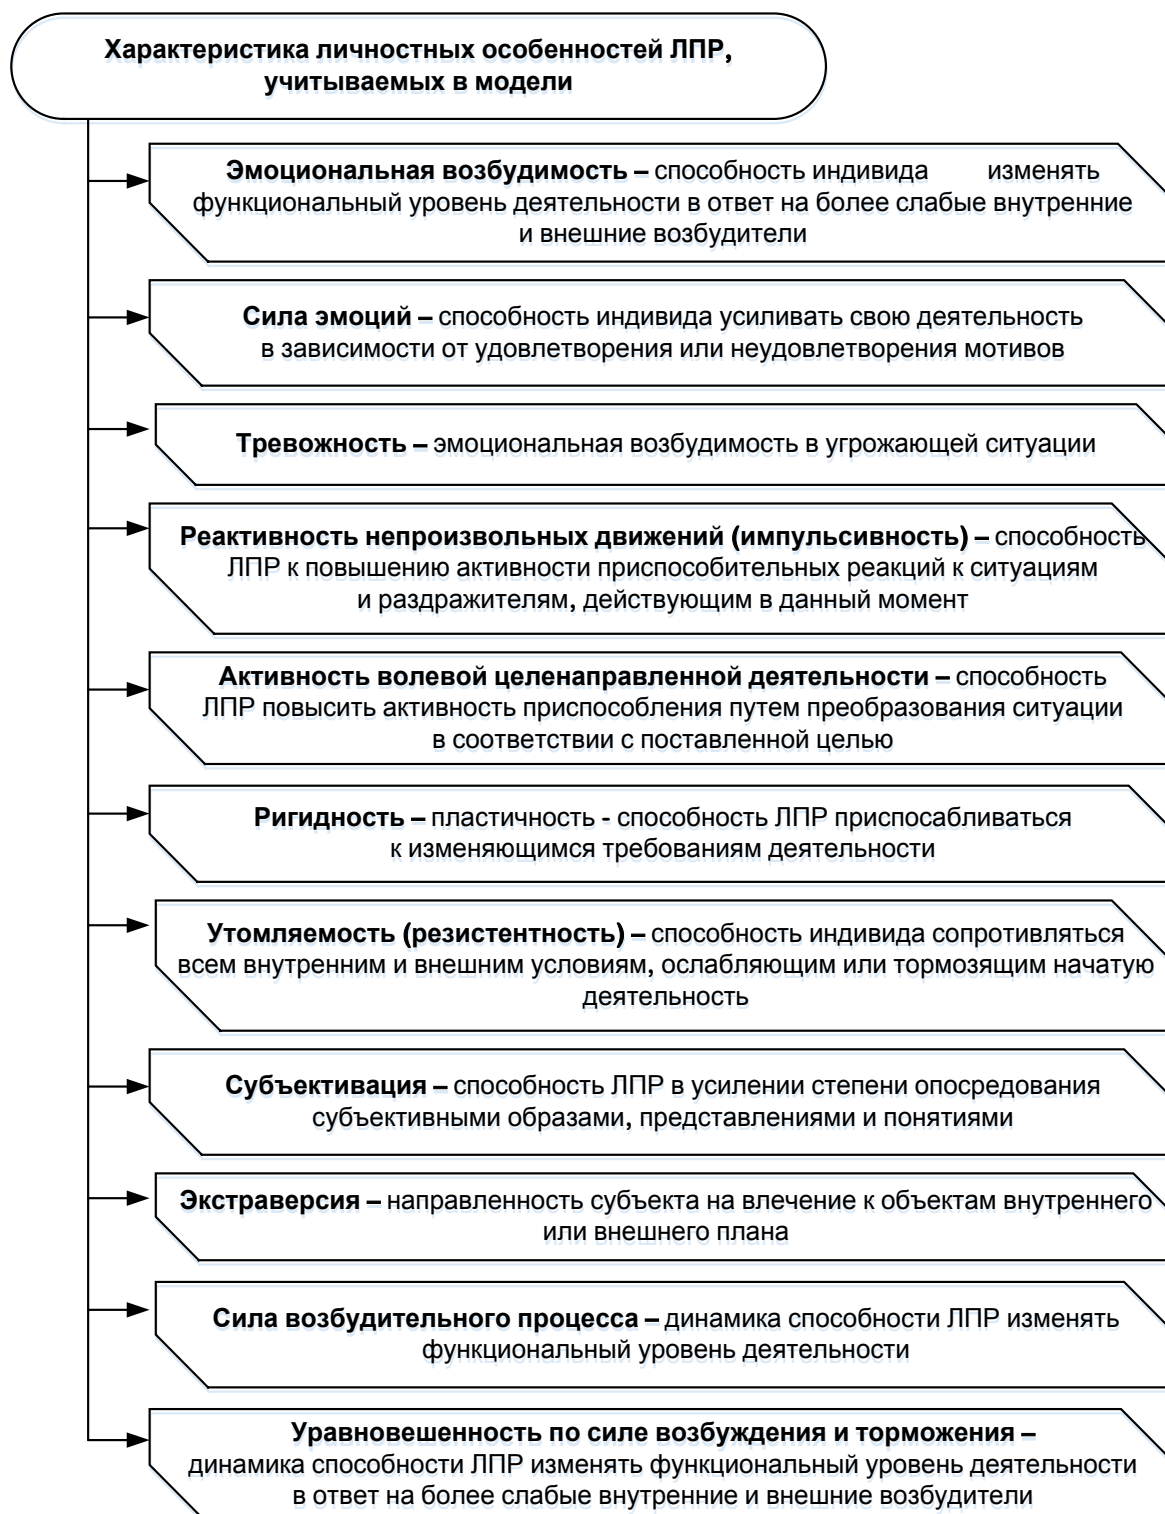 Характеристика личностных особенностей ЛПР,
учитываемых в модели
Эмоциональная возбудимость – способность индивида изменять
функциональный уровень деятельности в ответ на более слабые внутренние
и внешние возбудители
Сила эмоций – способность индивида усиливать свою деятельность
в зависимости от удовлетворения или неудовлетворения мотивов
Тревожность – эмоциональная возбудимость в угрожающей ситуации
Реактивность непроизвольных движений (импульсивность) – способность
ЛПР к повышению активности приспособительных реакций к ситуациям
и раздражителям, действующим в данный момент
Активность волевой целенаправленной деятельности – способность
ЛПР повысить активность приспособления путем преобразования ситуации
в соответствии с поставленной целью
Ригидность – пластичность - способность ЛПР приспосабливаться
к изменяющимся требованиям деятельности
Утомляемость (резистентность) – способность индивида сопротивляться
всем внутренним и внешним условиям, ослабляющим или тормозящим начатую
деятельность
Субъективация – способность ЛПР в усилении степени опосредования
субъективными образами, представлениями и понятиями
Экстраверсия – направленность субъекта на влечение к объектам внутреннего
или внешнего плана
Сила возбудительного процесса – динамика способности ЛПР изменять
функциональный уровень деятельности
Уравновешенность по силе возбуждения и торможения –
динамика способности ЛПР изменять функциональный уровень деятельности
в ответ на более слабые внутренние и внешние возбудители